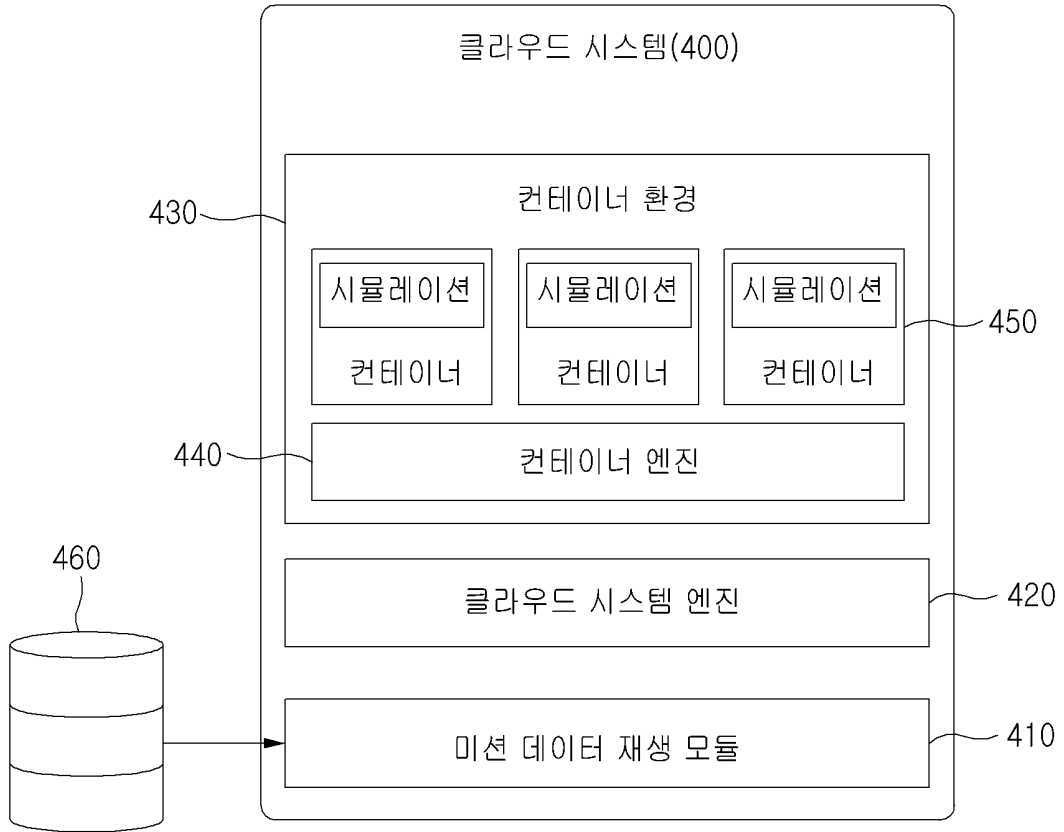 클라우드 시스템(400)
430
컨테이너 환경
시뮬레이션
시뮬레이션
시뮬레이션
450
컨테이너
컨테이너
컨테이너
440
컨테이너 엔진
460
클라우드 시스템 엔진
420
미션 데이터 재생 모듈
410